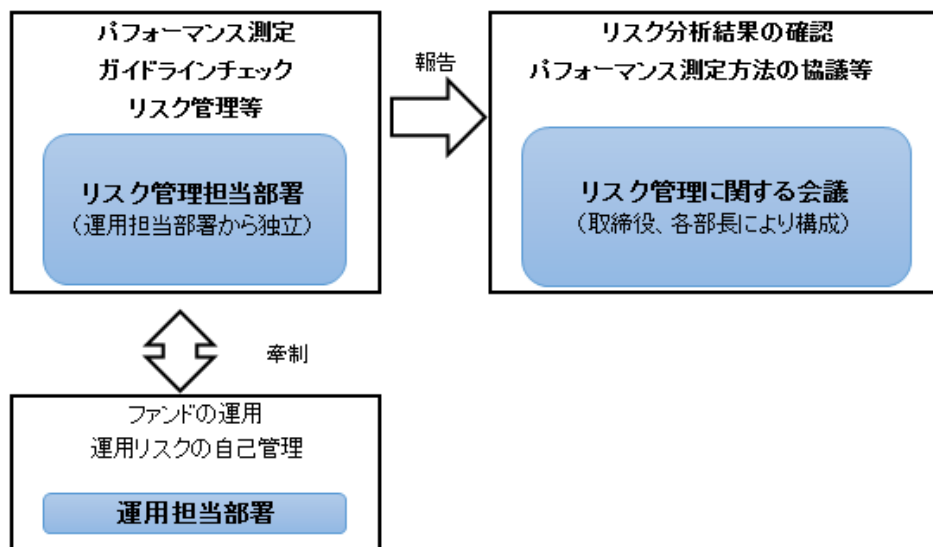 パフォーマンス測定
ガイドラインチェック
リスク管理等
リスク管理担当部署
（運用担当部署から独立）
報告
リスク分析結果の確認
パフォーマンス測定方法の協議等
リスク管理に関する会議
（取締役、各部長により構成）
牽制
ファンドの運用
運用リスクの自己管理
運用担当部署